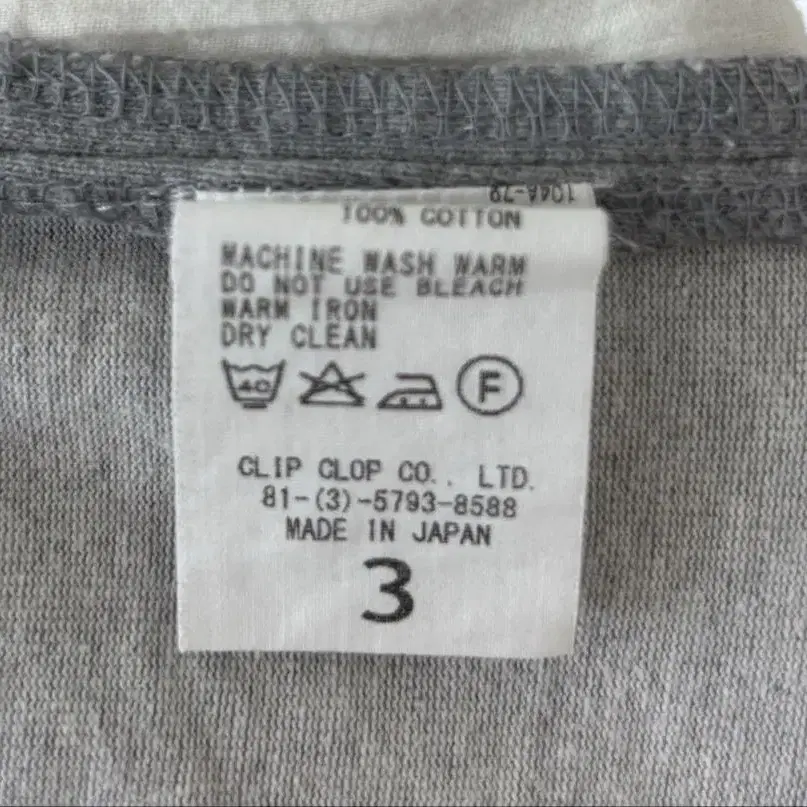 104A-78
100% COTTON
MACHINE WASH WARM
DO NOT USE BLEACH
WARM IRON
DRY CLEAN
40 F
CLIP CLOP CO., LTD.
81-(3)-5793-8588
MADE IN JAPAN
3